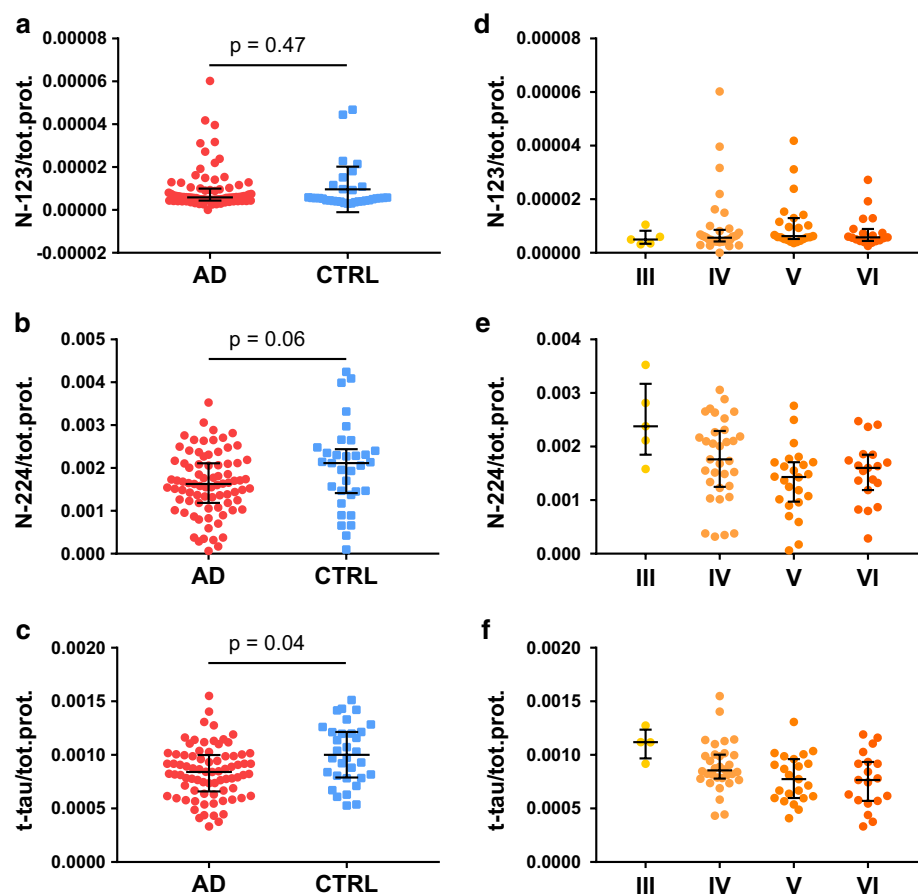 a
N-123/tot.prot.
0.00008
0.00006
0.00004
0.00002
0.00000
-0.00002
p = 0.47
AD
CTRL
b
N-224/tot.prot.
0.005
0.004
0.003
0.002
0.001
0.000
p = 0.06
AD
CTRL
c
t-tau/tot.prot.
0.0020
0.0015
0.0010
0.0005
0.0000
p = 0.04
AD
CTRL
d
N-123/tot.prot.
0.00008
0.00006
0.00004
0.00002
0.00000
III
IV
V
VI
e
N-224/tot.prot.
0.004
0.003
0.002
0.001
0.000
III
IV
V
VI
f
t-tau/tot.prot.
0.0020
0.0015
0.0010
0.0005
0.0000
III
IV
V
VI